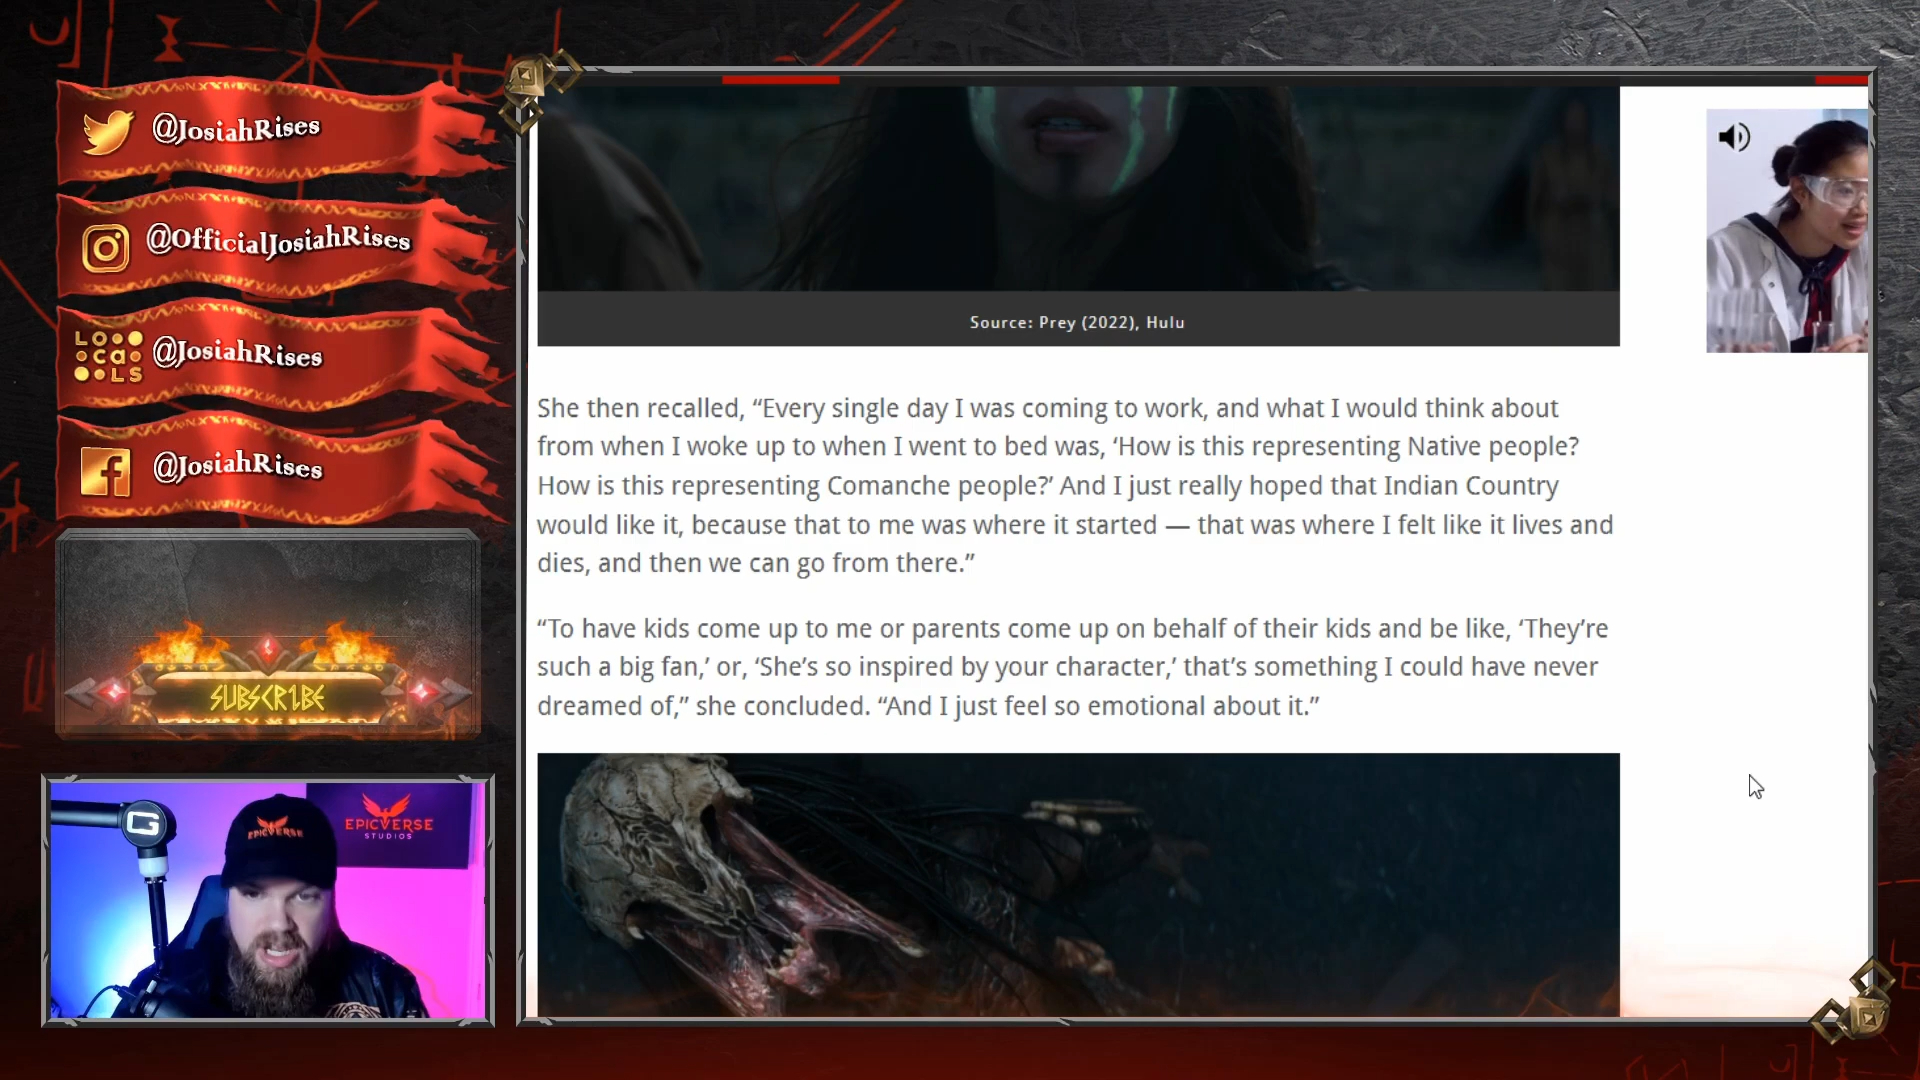 @JosiahRises
@OfficialJosiahRises
LO
ca
LS
@JosiahRises
@JosiahRises
SUBSCR1BE
EPICVERSE
EPICVERSE
STUDIOS
G
Source: Prey (2022), Hulu
She then recalled, “Every single day I was coming to work, and what I would think about
from when I woke up to when I went to bed was, ‘How is this representing Native people?
How is this representing Comanche people?’ And I just really hoped that Indian Country
would like it, because that to me was where it started — that was where I felt like it lives and
dies, and then we can go from there.”
“To have kids come up to me or parents come up on behalf of their kids and be like, ‘They’re
such a big fan,’ or, ‘She’s so inspired by your character,’ that’s something I could have never
dreamed of,” she concluded. “And I just feel so emotional about it.”